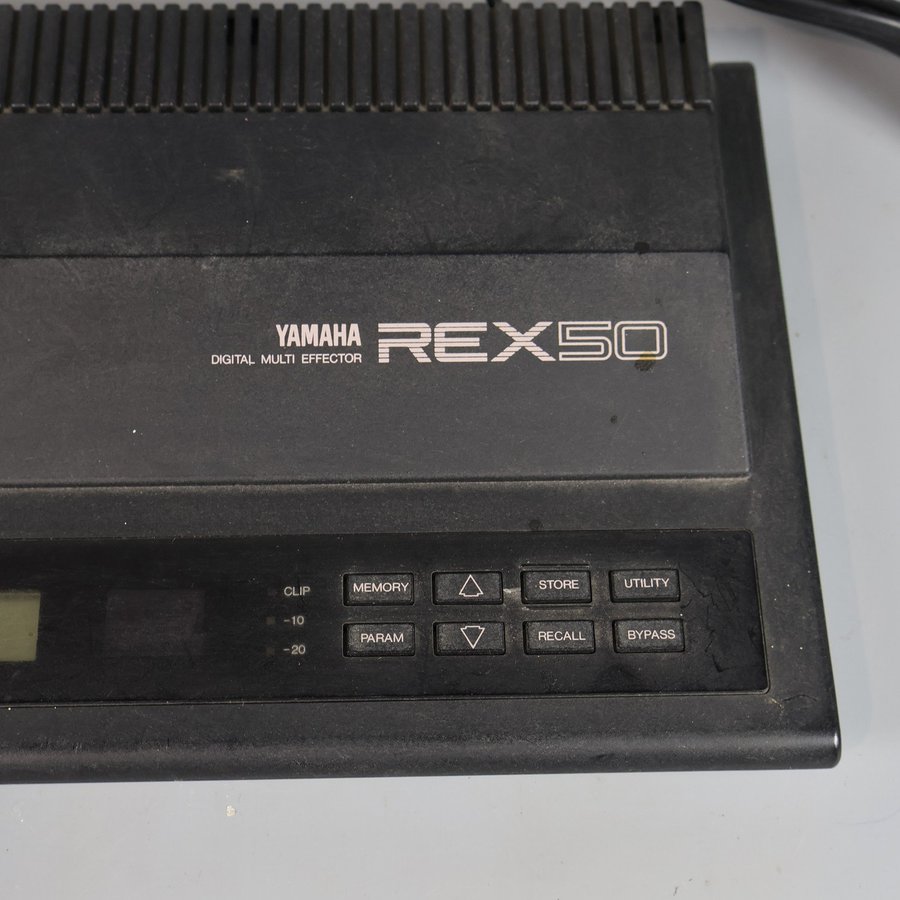 YAMAHA
DIGITAL MULTI EFFECTOR
REX50
CLIP
-10
-20
MEMORY
STORE
UTILITY
PARAM
RECALL
BYPASS